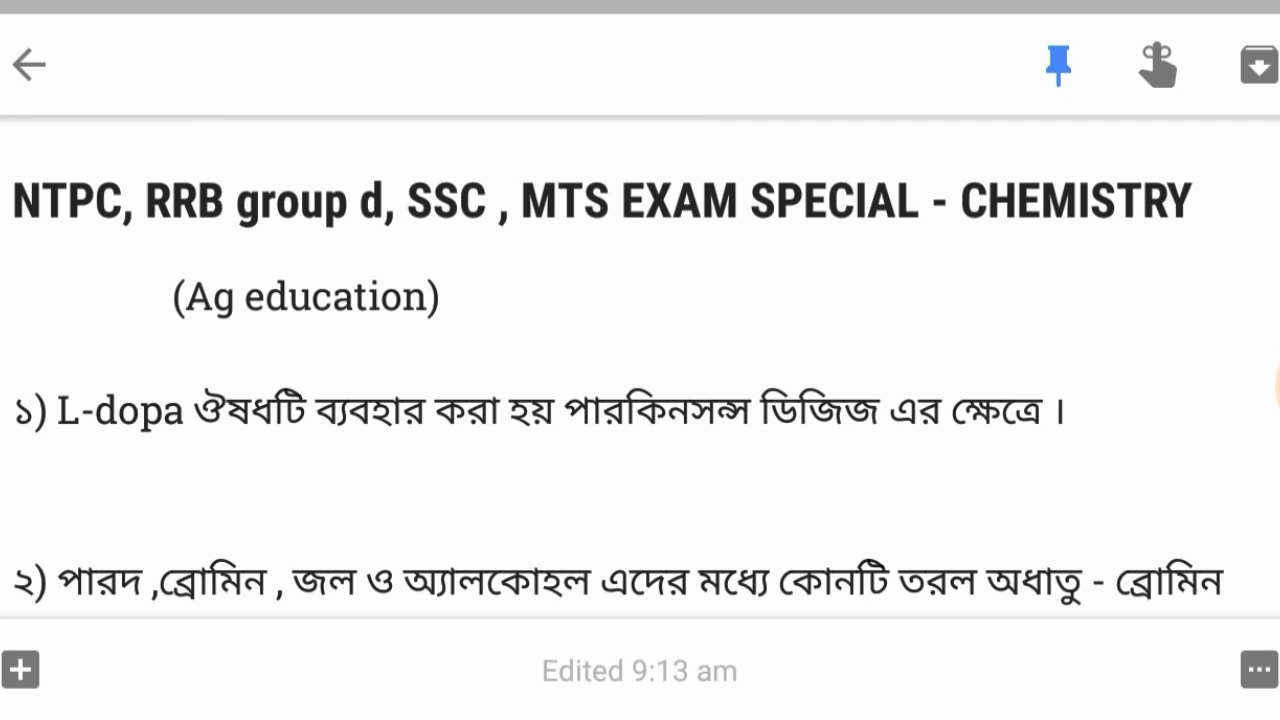 NTPC, RRB group d, SSC , MTS EXAM SPECIAL - CHEMISTRY
(Ag education)
১) L-dopa ঔষধটি ব্যবহার করা হয় পারকিনসন্স ডিজিজ এর ক্ষেত্রে ।
২) পারদ ,ব্রোমিন , জল ও অ্যালকোহল এদের মধ্যে কোনটি তরল অধাতু - ব্রোমিন
Edited 9:13 am